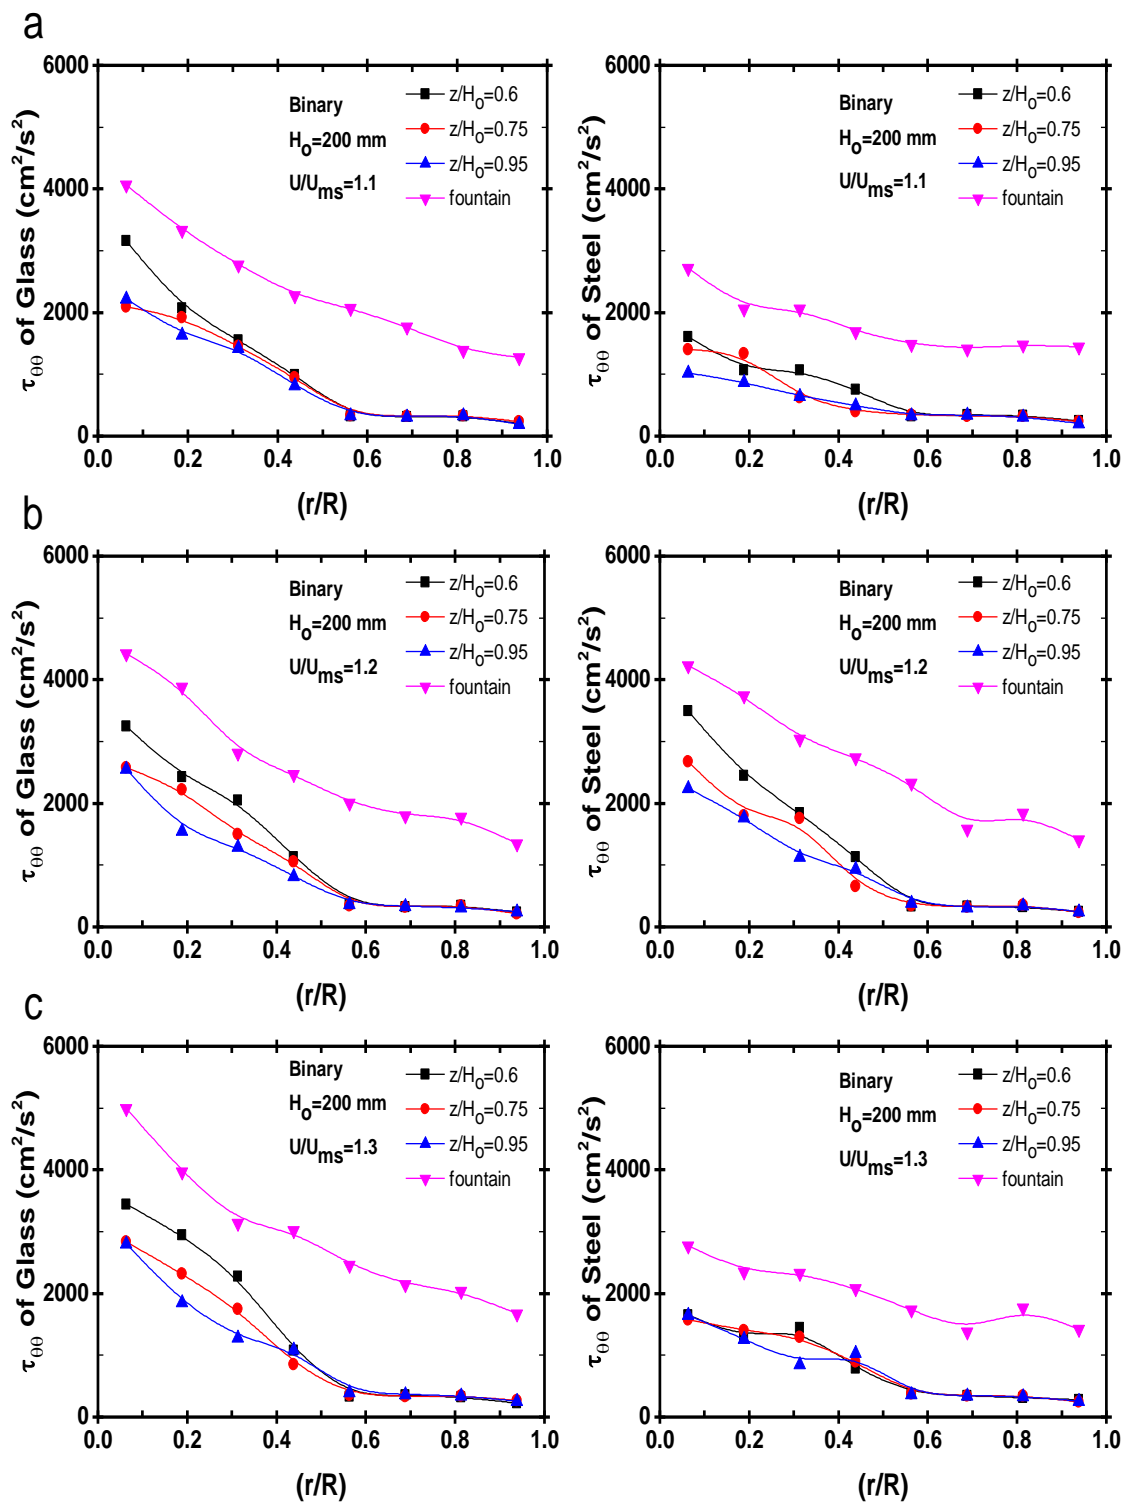 a
6000
4000
2000
0
0.0 0.2 0.4 0.6 0.8 1.0
τθθ of Glass (cm²/s²)
(r/R)
Binary
Ho=200 mm
U/Ums=1.1
z/Ho=0.6
z/Ho=0.75
z/Ho=0.95
fountain
6000
4000
2000
0
0.0 0.2 0.4 0.6 0.8 1.0
τθθ of Steel (cm²/s²)
(r/R)
Binary
Ho=200 mm
U/Ums=1.1
z/Ho=0.6
z/Ho=0.75
z/Ho=0.95
fountain
b
6000
4000
2000
0
0.0 0.2 0.4 0.6 0.8 1.0
τθθ of Glass (cm²/s²)
(r/R)
Binary
Ho=200 mm
U/Ums=1.2
z/Ho=0.6
z/Ho=0.75
z/Ho=0.95
fountain
6000
4000
2000
0
0.0 0.2 0.4 0.6 0.8 1.0
τθθ of Steel (cm²/s²)
(r/R)
Binary
Ho=200 mm
U/Ums=1.2
z/Ho=0.6
z/Ho=0.75
z/Ho=0.95
fountain
c
6000
4000
2000
0
0.0 0.2 0.4 0.6 0.8 1.0
τθθ of Glass (cm²/s²)
(r/R)
Binary
Ho=200 mm
U/Ums=1.3
z/Ho=0.6
z/Ho=0.75
z/Ho=0.95
fountain
6000
4000
2000
0
0.0 0.2 0.4 0.6 0.8 1.0
τθθ of Steel (cm²/s²)
(r/R)
Binary
Ho=200 mm
U/Ums=1.3
z/Ho=0.6
z/Ho=0.75
z/Ho=0.95
fountain